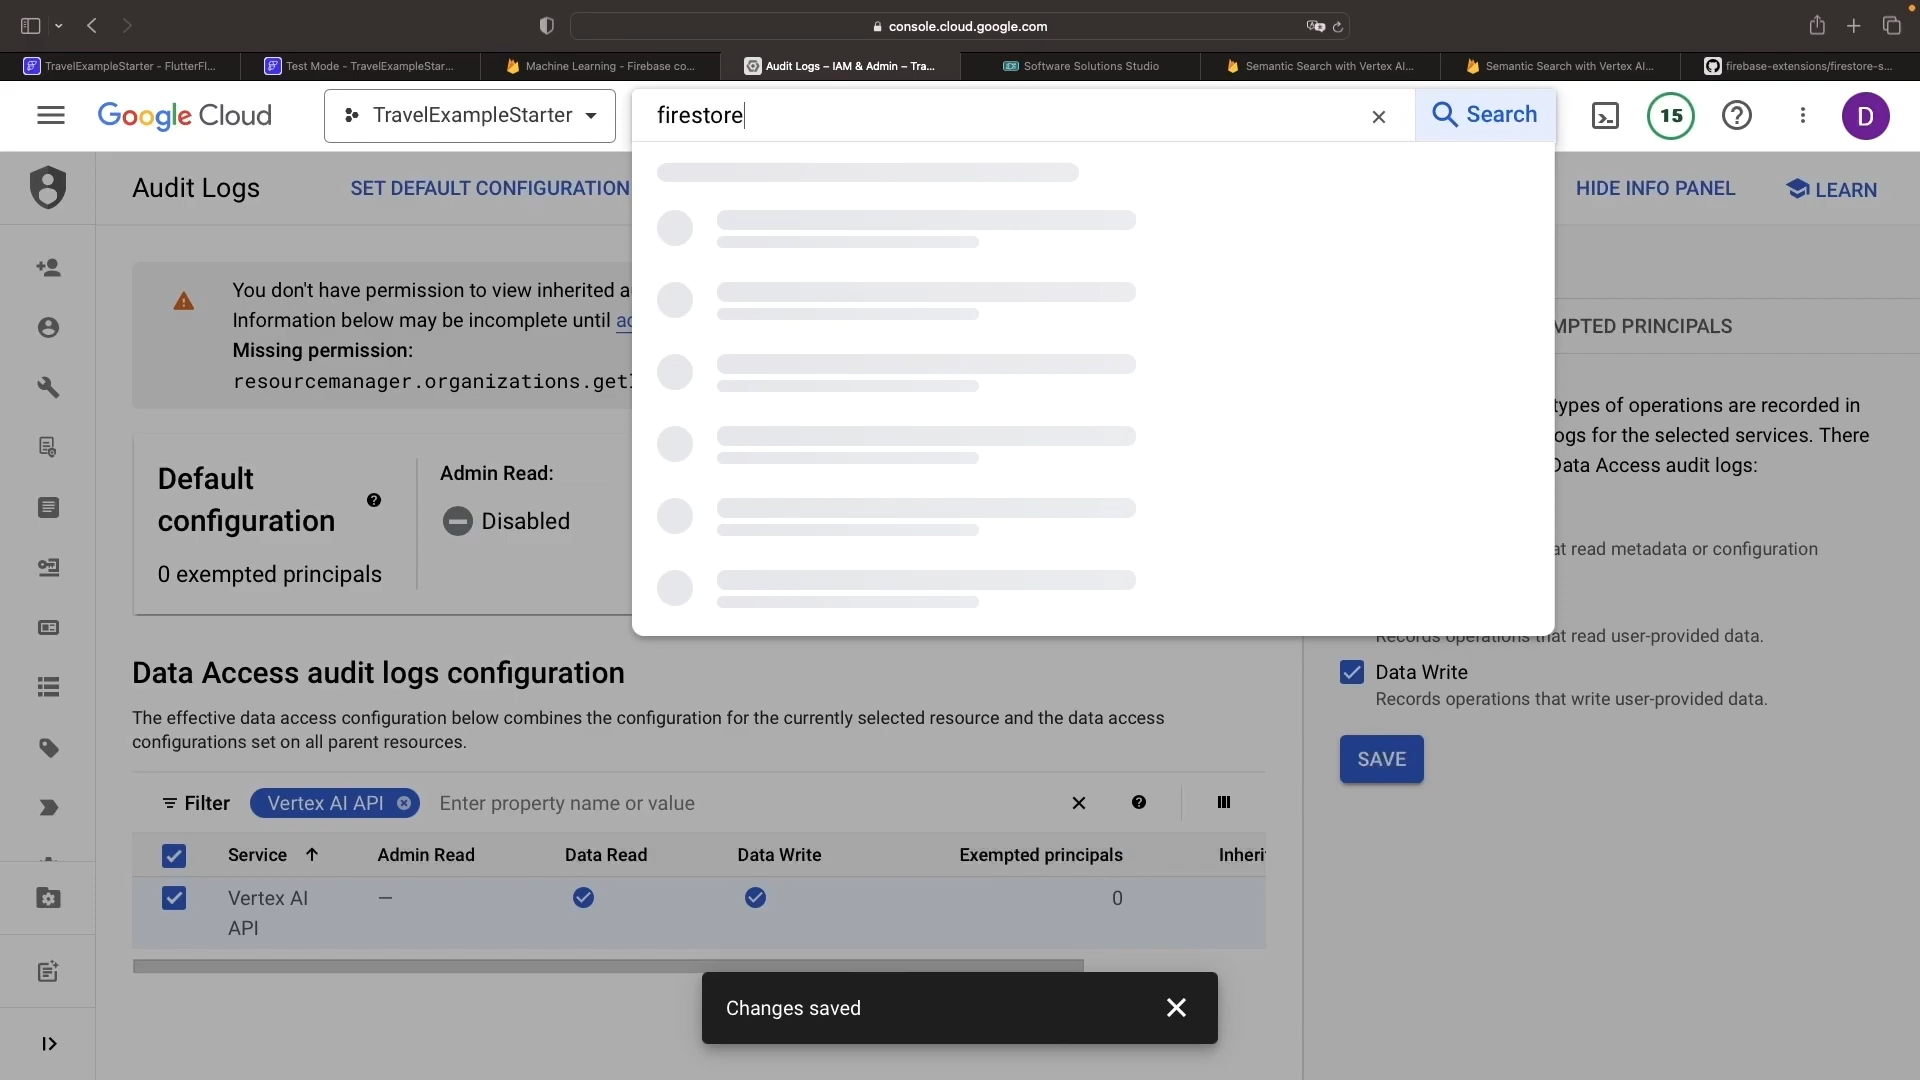 console.cloud.google.com
TravelExampleStarter - FlutterFl...
Test Mode - TravelExampleStar...
Machine Learning - Firebase co...
Audit Logs – IAM & Admin – Tra...
Software Solutions Studio
Semantic Search with Vertex AI...
Semantic Search with Vertex AI...
firebase-extensions/firestore-s...
Google Cloud
TravelExampleStarter
firestore
Search
15
D
Audit Logs
SET DEFAULT CONFIGURATION
HIDE INFO PANEL
LEARN
You don't have permission to view inherited a
Information below may be incomplete until ac
Missing permission:
resourcemanager.organizations.getI
MPTED PRINCIPALS
types of operations are recorded in
ogs for the selected services. There
Data Access audit logs:
Default
configuration
0 exempted principals
Admin Read:
Disabled
at read metadata or configuration
Records operations that read user-provided data.
Data Write
Records operations that write user-provided data.
SAVE
Data Access audit logs configuration
The effective data access configuration below combines the configuration for the currently selected resource and the data access
configurations set on all parent resources.
Filter
Vertex AI API
Enter property name or value
Service
Admin Read
Data Read
Data Write
Exempted principals
Inheri
Vertex AI
API
—
0
Changes saved